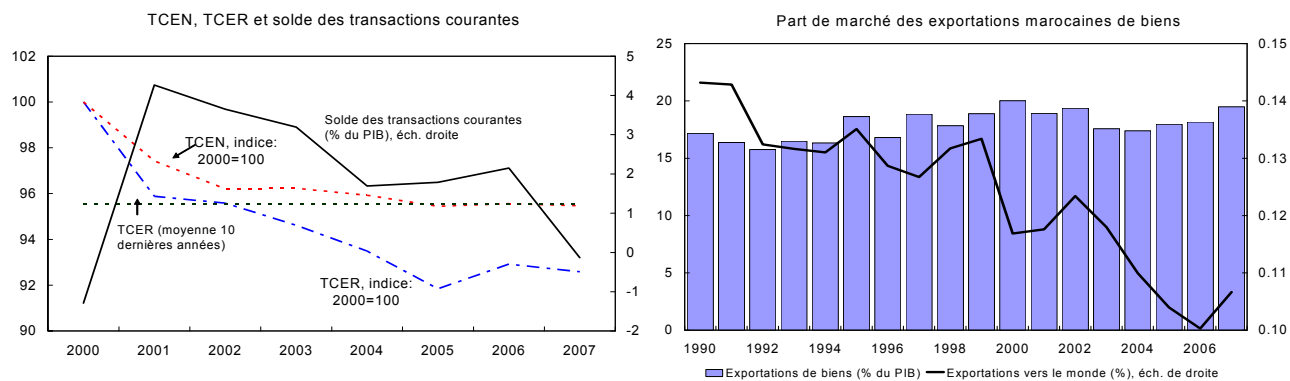 TCEN, TCER et solde des transactions courantes
102
100
98
96
94
92
90
5
4
3
2
1
0
-1
-2
Solde des transactions courantes
(% du PIB), éch. droite
TCEN, indice:
2000=100
TCER (moyenne 10
dernières années)
TCER, indice:
2000=100
2000 2001 2002 2003 2004 2005 2006 2007
Part de marché des exportations marocaines de biens
25
20
15
10
5
0
0.15
0.14
0.13
0.12
0.11
0.10
1990 1992 1994 1996 1998 2000 2002 2004 2006
Exportations de biens (% du PIB) Exportations vers le monde (%), éch. de droite